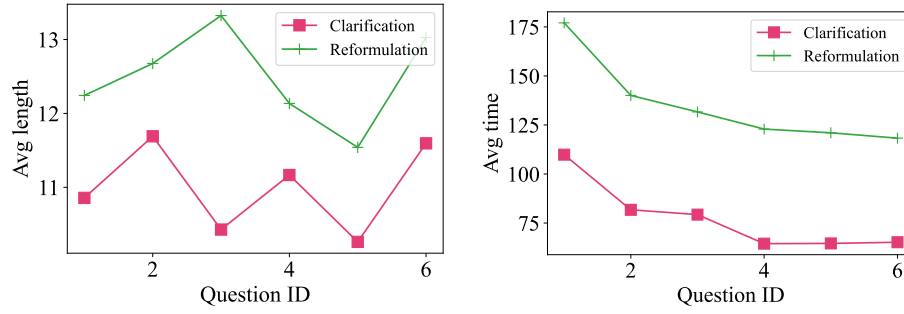 Clarification
Reformulation
13
12
11
Avg length
2
4
6
Question ID
Clarification
Reformulation
175
150
125
100
75
Avg time
2
4
6
Question ID